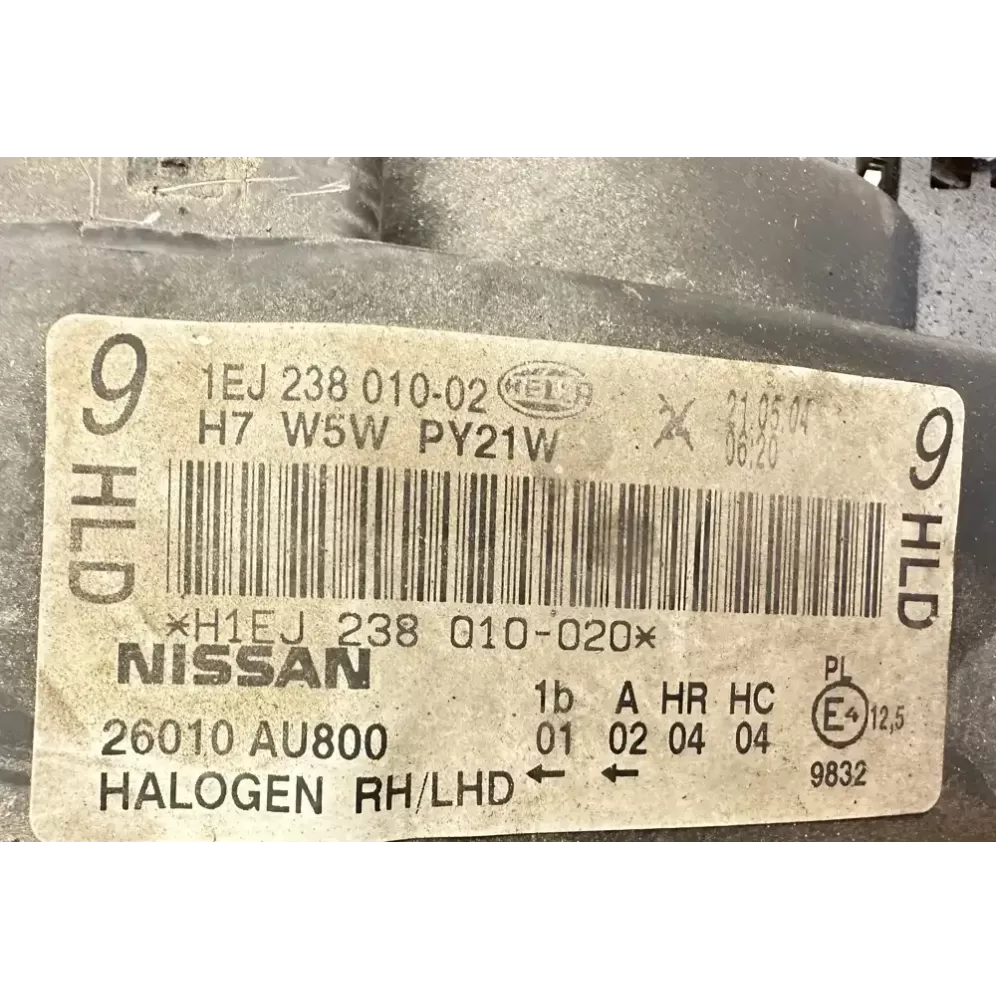 9 HLD
1EJ 238 010-02 HELLA
21.05.04
H7 W5W PY21W
06:20
9 HLD
*H1EJ 238 010-020*
NISSAN
1b A HR HC PL
26010 AU800 01 02 04 04 E4 12,5
HALOGEN RH/LHD ← ← 9832